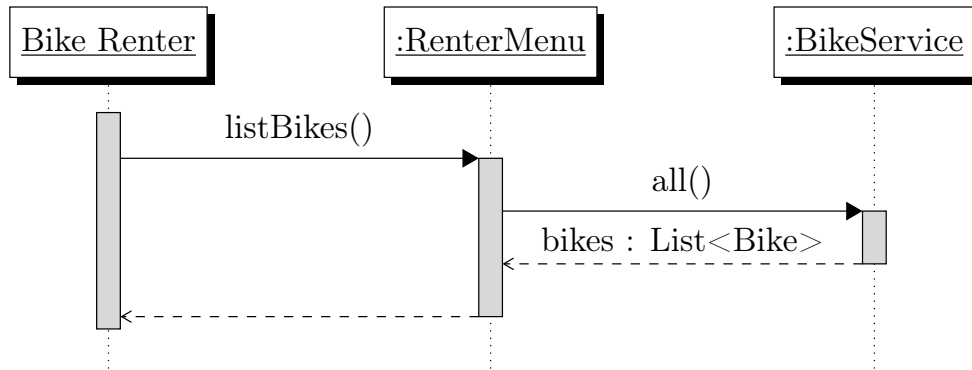 Bike Renter
:RenterMenu
:BikeService
listBikes()
all()
bikes : List<Bike>